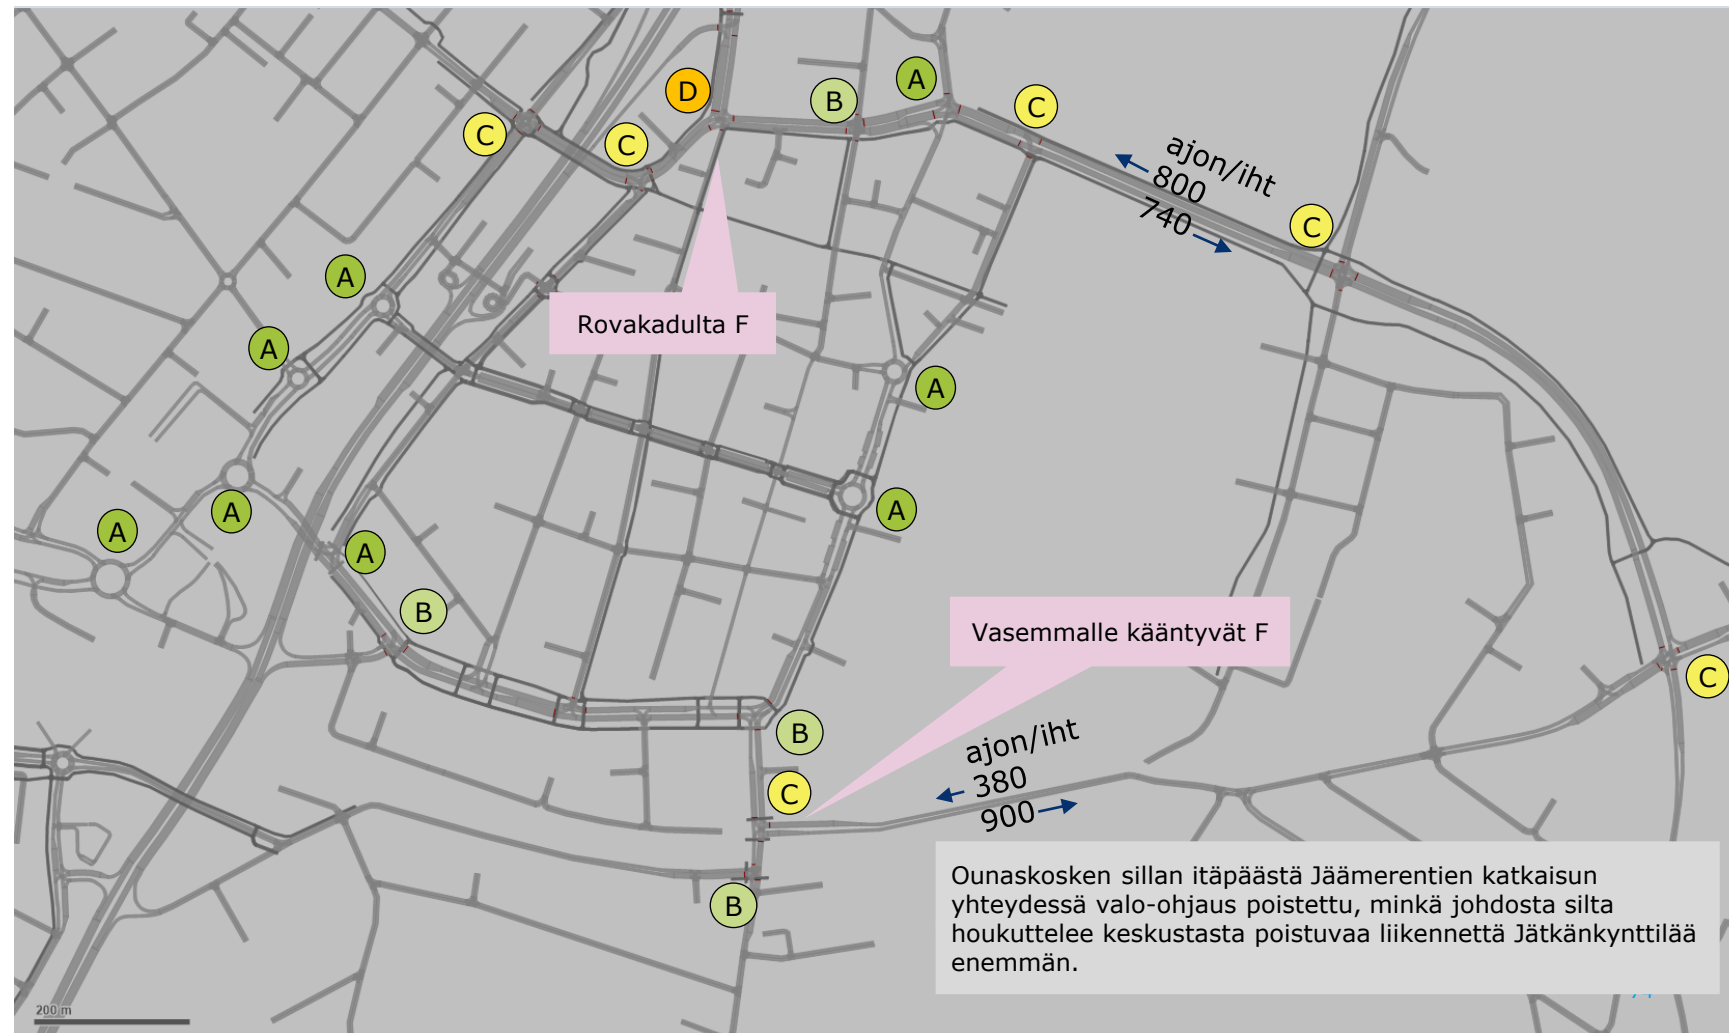 A
D
B
C
C
C
ajon/iht
800
740
C
A
Rovakadulta F
A
A
A
A
A
A
B
Vasemmalle kääntyvät F
C
B
ajon/iht
380
900
C
B
Ounaskosken sillan itäpäästä Jäämerentien katkaisun
yhteydessä valo-ohjaus poistettu, minkä johdosta silta
houkuttelee keskustasta poistuvaa liikennettä Jätkänkynttilää
enemmän.
200 m